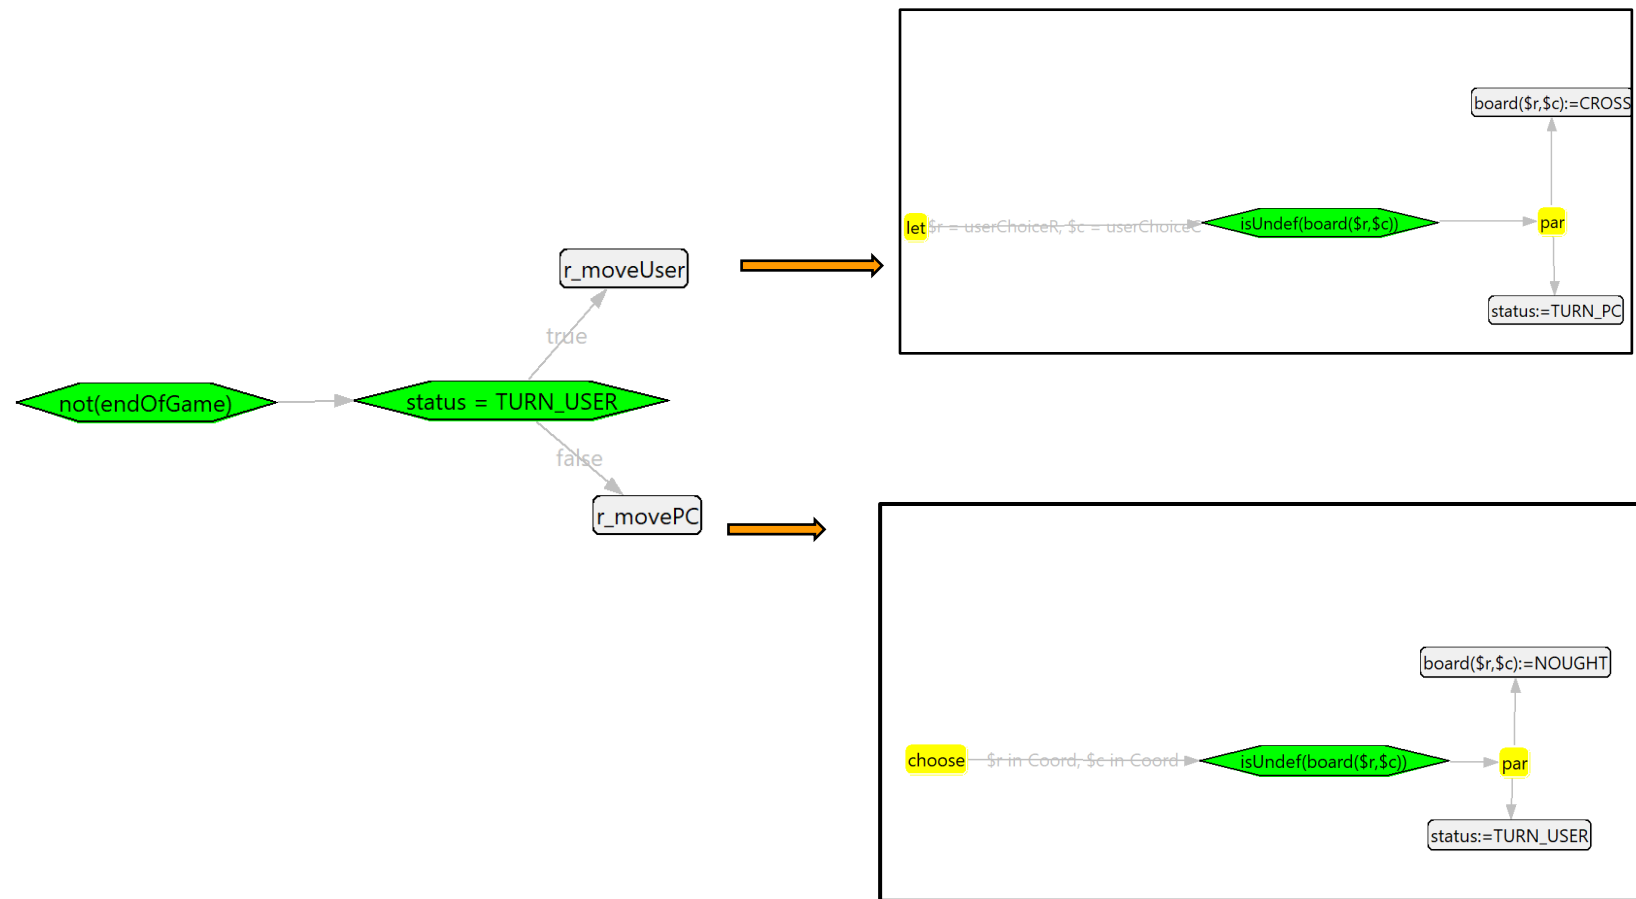 not(endOfGame)
status = TURN_USER
true
r_moveUser
false
r_movePC
let
$r = userChoiceR, $c = userChoiceC
isUndef(board($r,$c))
par
board($r,$c):=CROSS
status:=TURN_PC
choose
$r in Coord, $c in Coord
isUndef(board($r,$c))
par
board($r,$c):=NOUGHT
status:=TURN_USER